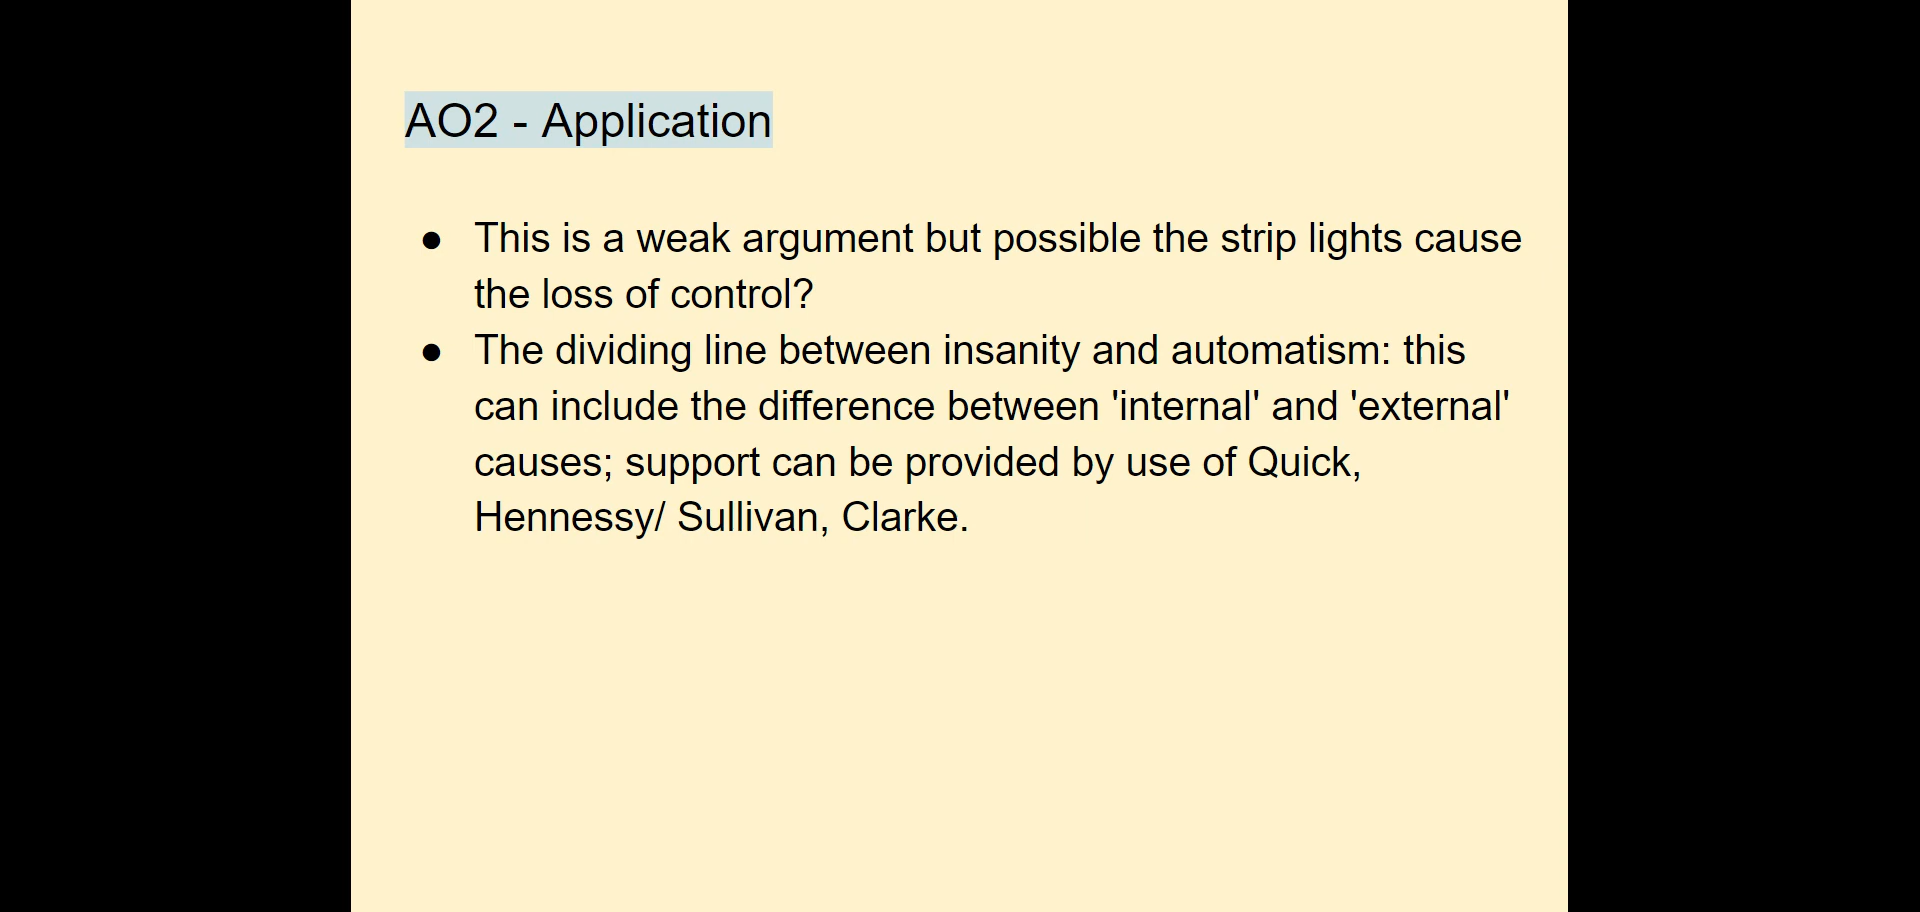 AO2 - Application
● This is a weak argument but possible the strip lights cause
the loss of control?
● The dividing line between insanity and automatism: this
can include the difference between 'internal' and 'external'
causes; support can be provided by use of Quick,
Hennessy/ Sullivan, Clarke.